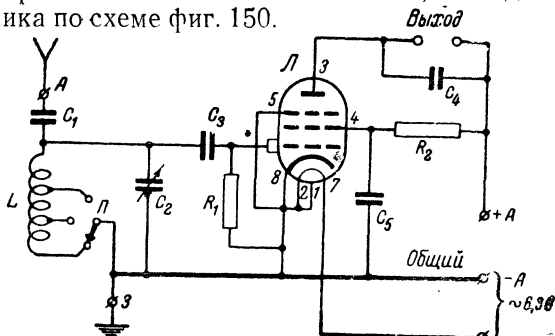 ика по схеме фиг. 150.
Выход
Л
3
A
5
C₄
C₁
C₃
4
R₂
8
2
1
7
L
П
C₂
R₁
C₅
+А
Общий
-А
З
~6,3в